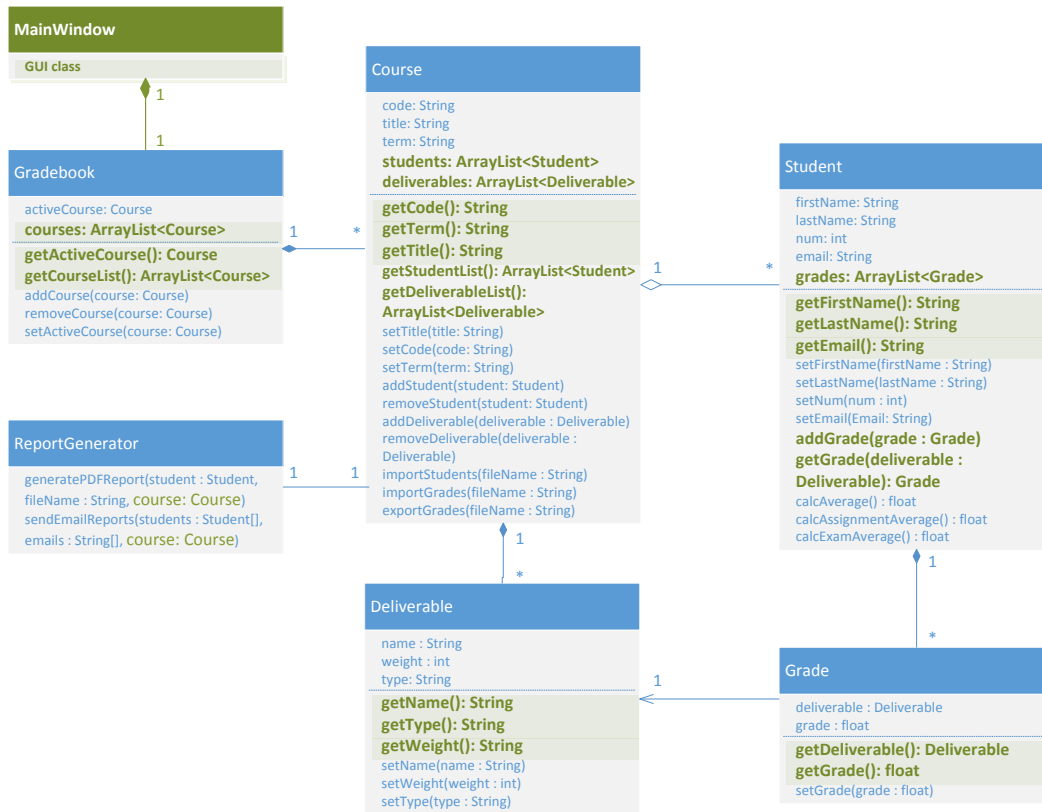 MainWindow
GUI class
1
1
Gradebook
activeCourse: Course
courses: ArrayList<Course>
getActiveCourse(): Course
getCourseList(): ArrayList<Course>
addCourse(course: Course)
removeCourse(course: Course)
setActiveCourse(course: Course)
1
*
ReportGenerator
generatePDFReport(student : Student,
fileName : String, course: Course)
sendEmailReports(students : Student[],
emails : String[], course: Course)
1
1
Course
code: String
title: String
term: String
students: ArrayList<Student>
deliverables: ArrayList<Deliverable>
getCode(): String
getTerm(): String
getTitle(): String
getStudentList(): ArrayList<Student>
getDeliverableList():
ArrayList<Deliverable>
setTitle(title: String)
setCode(code: String)
setTerm(term: String)
addStudent(student: Student)
removeStudent(student: Student)
addDeliverable(deliverable : Deliverable)
removeDeliverable(deliverable :
Deliverable)
importStudents(fileName : String)
importGrades(fileName : String)
exportGrades(fileName : String)
1
*
1
*
Deliverable
name : String
weight : int
type: String
getName(): String
getType(): String
getWeight(): String
setName(name : String)
setWeight(weight : int)
setType(type : String)
Student
firstName: String
lastName: String
num: int
email: String
grades: ArrayList<Grade>
getFirstName(): String
getLastName(): String
getEmail(): String
setFirstName(firstName : String)
setLastName(lastName : String)
setNum(num : int)
setEmail(Email: String)
addGrade(grade : Grade)
getGrade(deliverable :
Deliverable): Grade
calcAverage() : float
calcAssignmentAverage() : float
calcExamAverage() : float
1
*
1
Grade
deliverable : Deliverable
grade : float
getDeliverable(): Deliverable
getGrade(): float
setGrade(grade : float)